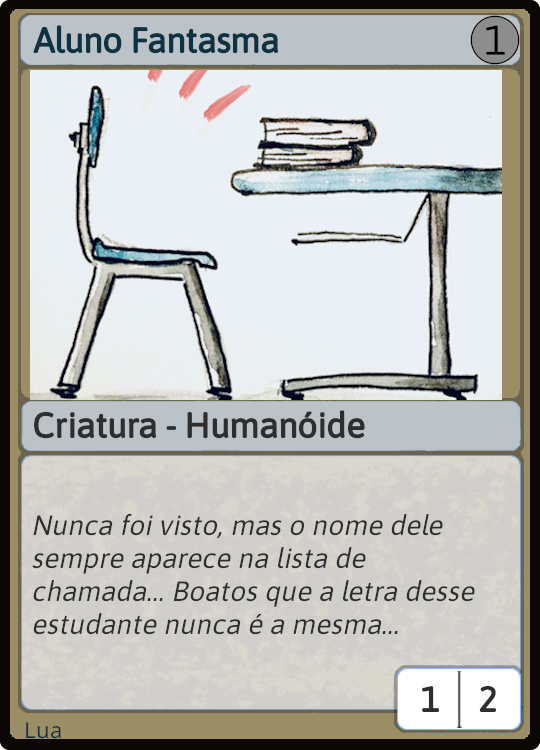 Aluno Fantasma
1
Criatura - Humanóide
Nunca foi visto, mas o nome dele
sempre aparece na lista de
chamada... Boatos que a letra desse
estudante nunca é a mesma...
1 2
Lua